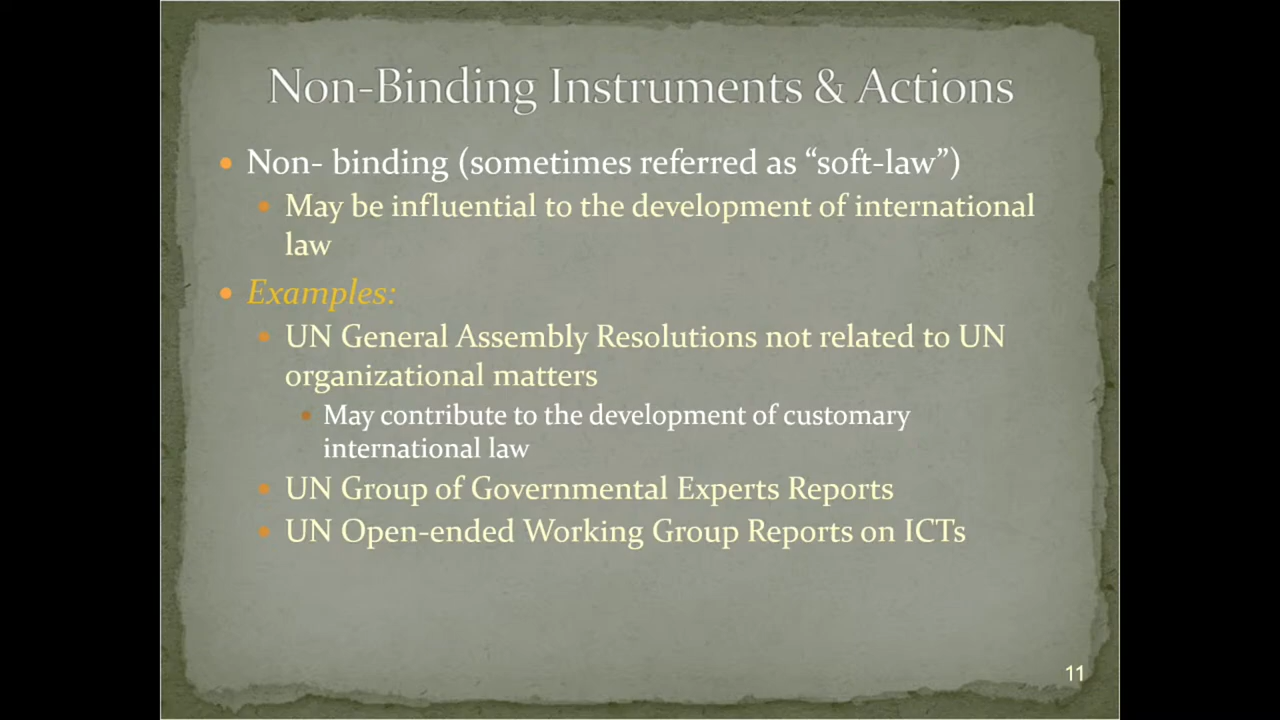 Non-Binding Instruments & Actions
Non- binding (sometimes referred as “soft-law”)
May be influential to the development of international
law
Examples:
UN General Assembly Resolutions not related to UN
organizational matters
May contribute to the development of customary
international law
UN Group of Governmental Experts Reports
UN Open-ended Working Group Reports on ICTs
11